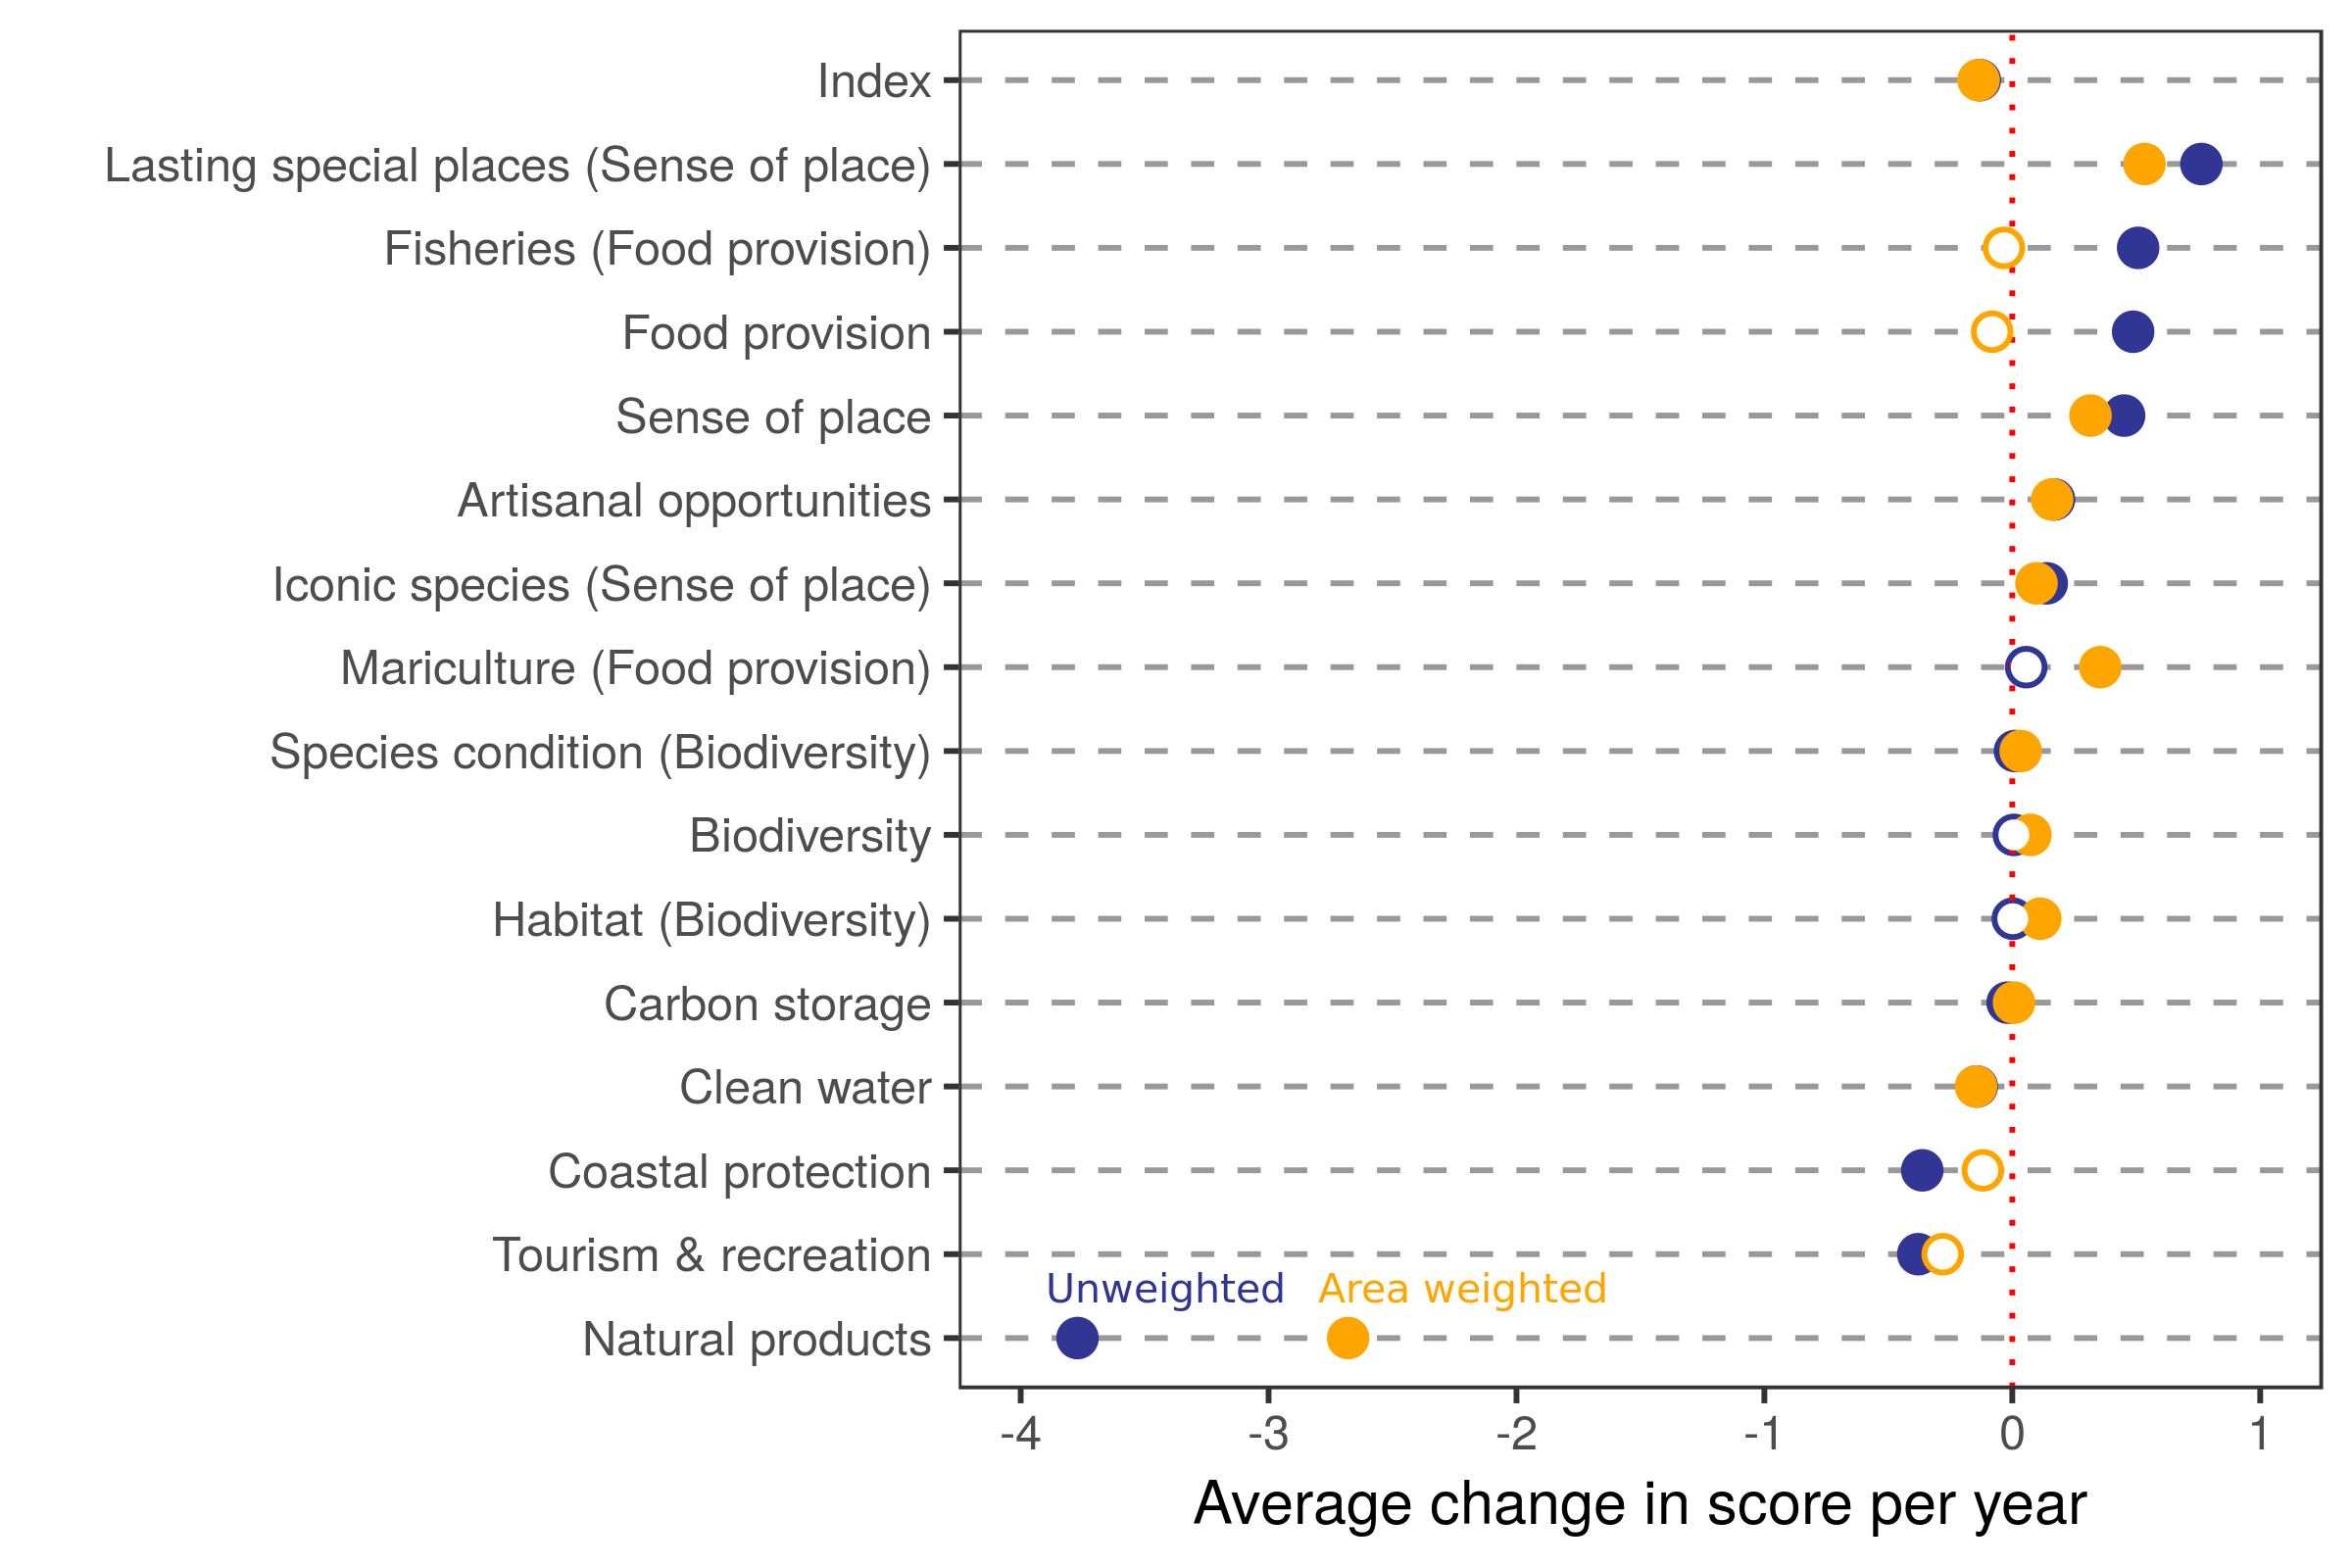 Index
Lasting special places (Sense of place)
Fisheries (Food provision)
Food provision
Sense of place
Artisanal opportunities
Iconic species (Sense of place)
Mariculture (Food provision)
Species condition (Biodiversity)
Biodiversity
Habitat (Biodiversity)
Carbon storage
Clean water
Coastal protection
Tourism & recreation
Unweighted Area weighted
Natural products
-4 -3 -2 -1 0 1
Average change in score per year